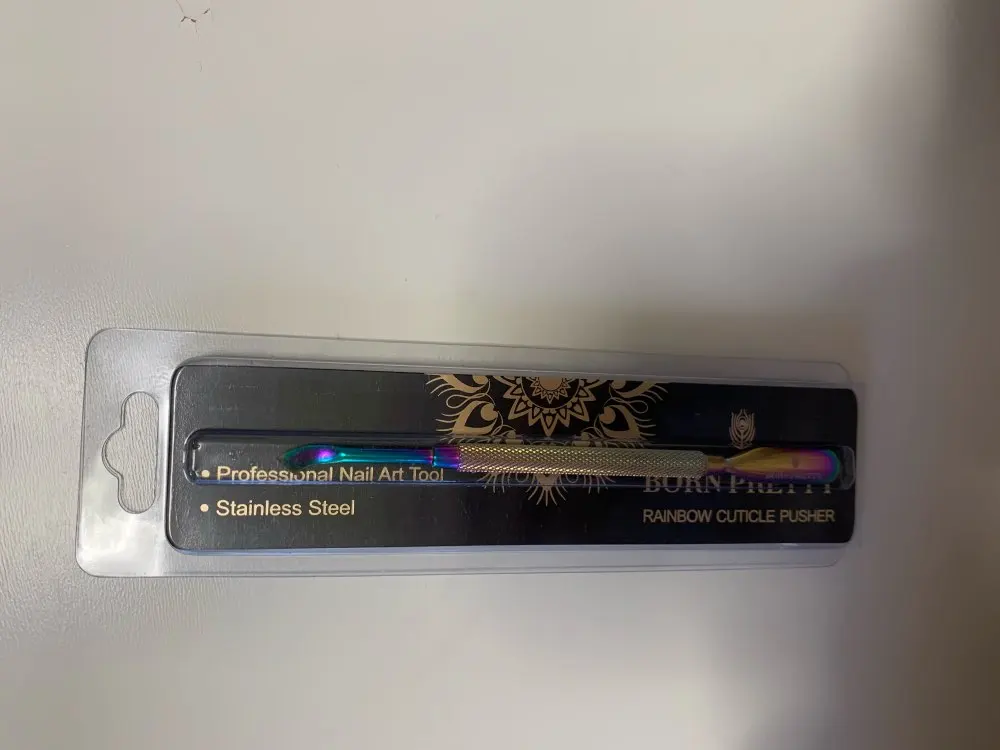 • Professional Nail Art Tool
• Stainless Steel
BORN PRETTY
RAINBOW CUTICLE PUSHER